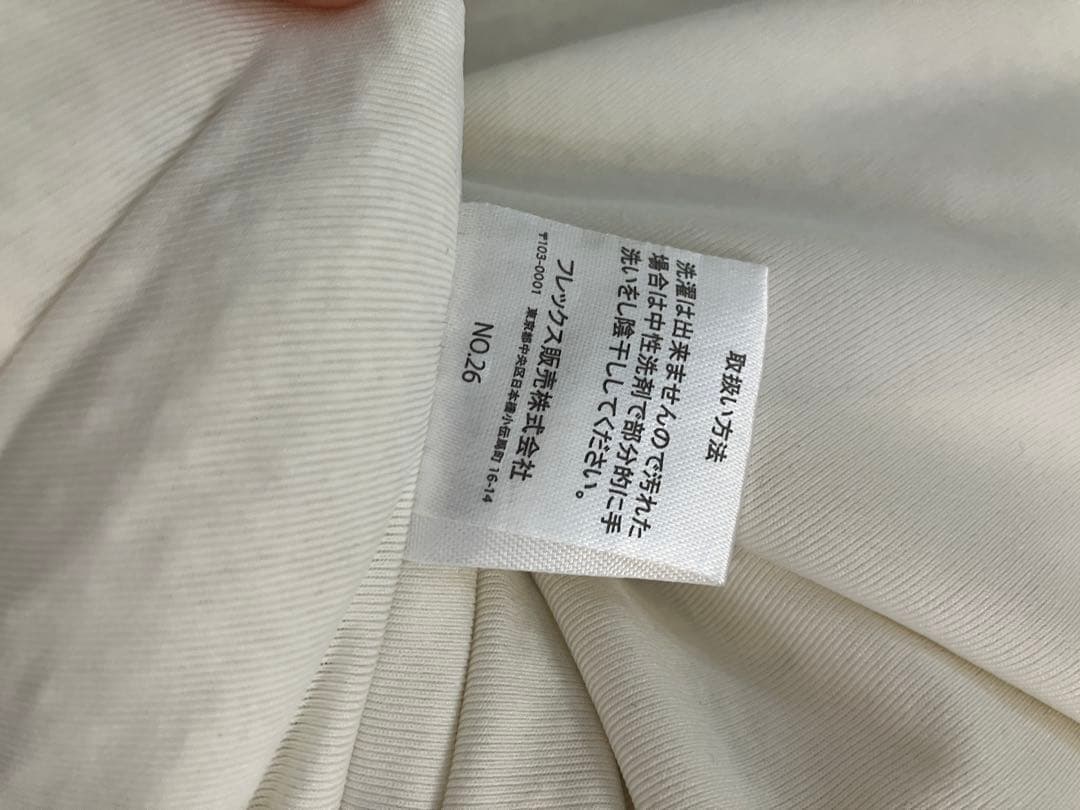 取扱い方法
洗濯は出来ませんので汚れた
場合は中性洗剤で部分的に手
洗いをし陰干ししてください。
フレックス販売株式会社
〒103-0001 東京都中央区日本橋小伝馬町 16-14
NO.26